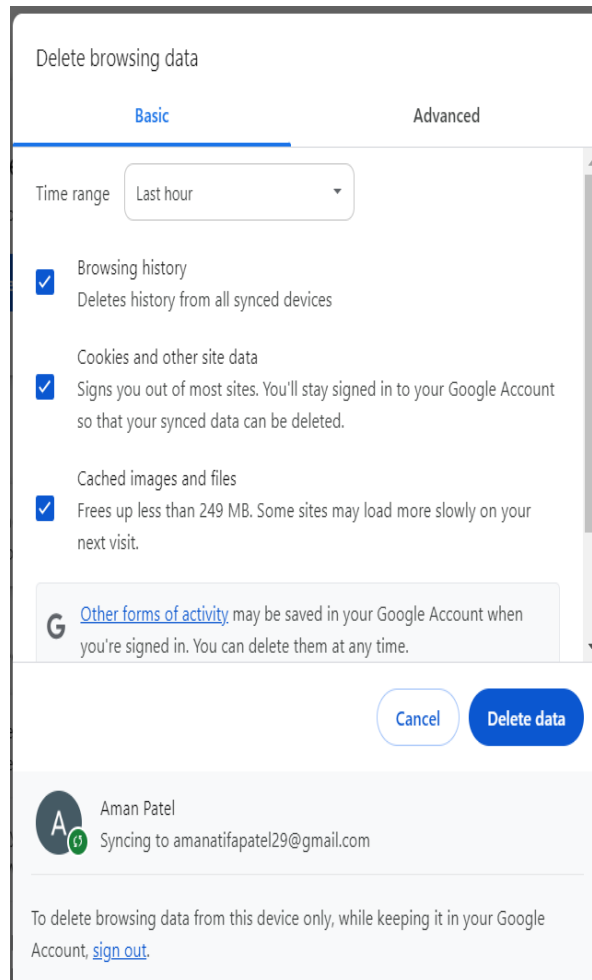 Delete browsing data
Basic
Advanced
Time range
Last hour
Browsing history
Deletes history from all synced devices
Cookies and other site data
Signs you out of most sites. You'll stay signed in to your Google Account
so that your synced data can be deleted.
Cached images and files
Frees up less than 249 MB. Some sites may load more slowly on your
next visit.
G
Other forms of activity may be saved in your Google Account when
you're signed in. You can delete them at any time.
Cancel
Delete data
A
Aman Patel
Syncing to amanatifapatel29@gmail.com
To delete browsing data from this device only, while keeping it in your Google
Account, sign out.